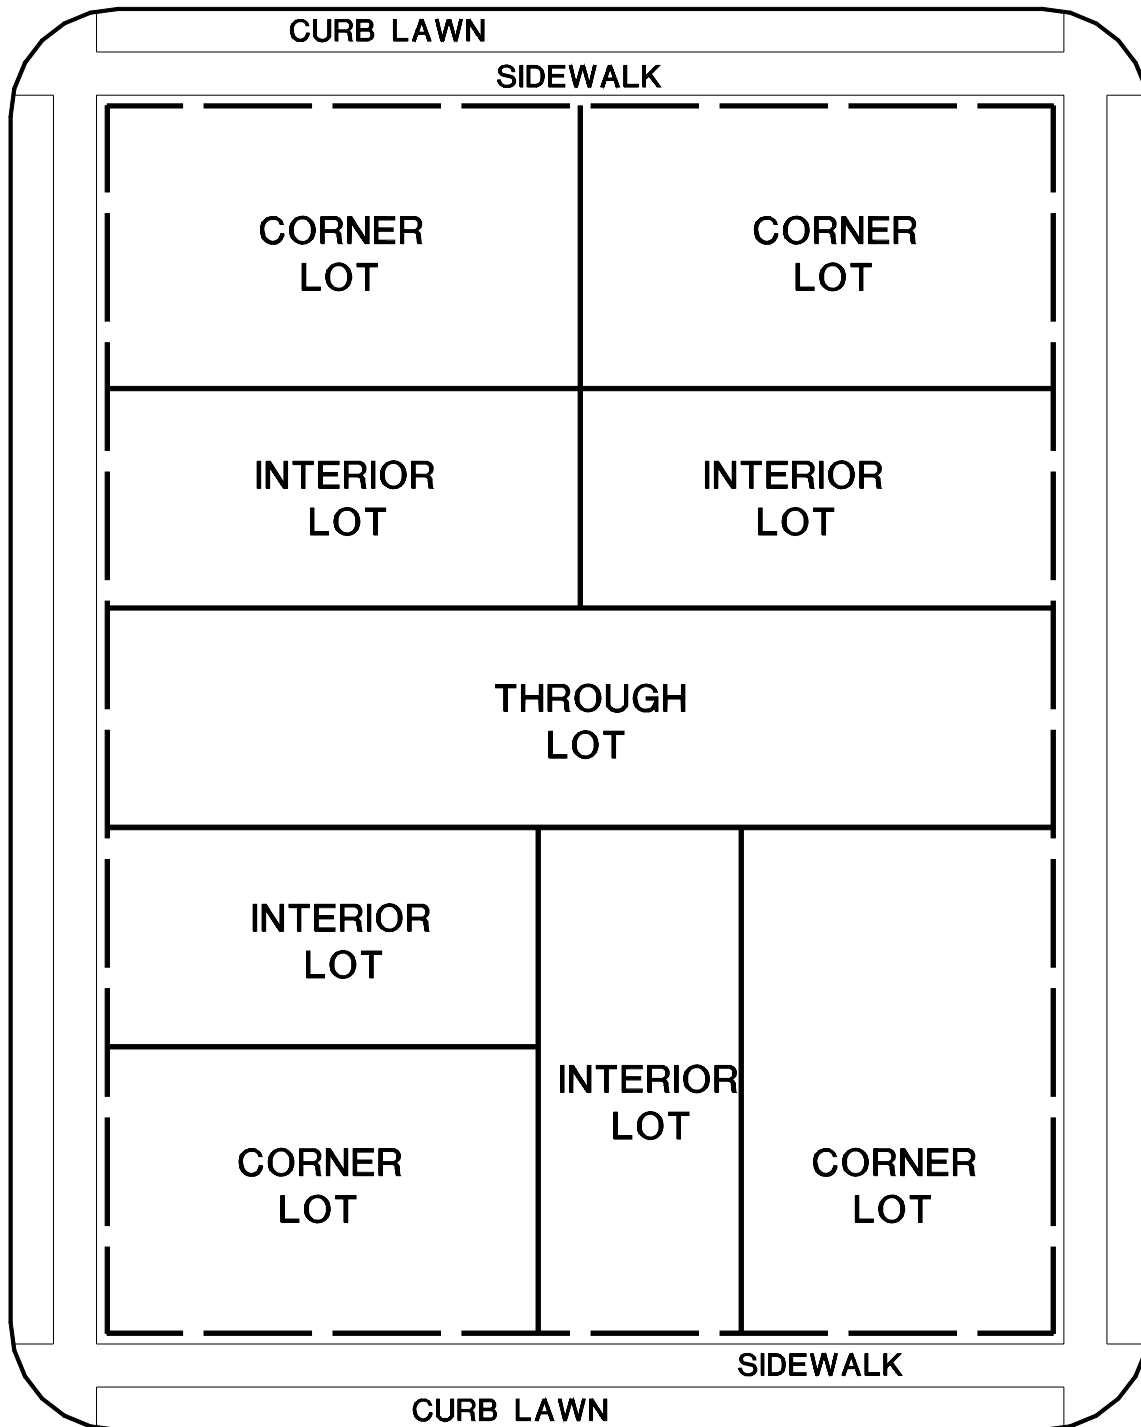 CURB LAWN
SIDEWALK
CORNER
LOT
CORNER
LOT
INTERIOR
LOT
INTERIOR
LOT
THROUGH
LOT
INTERIOR
LOT
INTERIOR
LOT
CORNER
LOT
CORNER
LOT
SIDEWALK
CURB LAWN